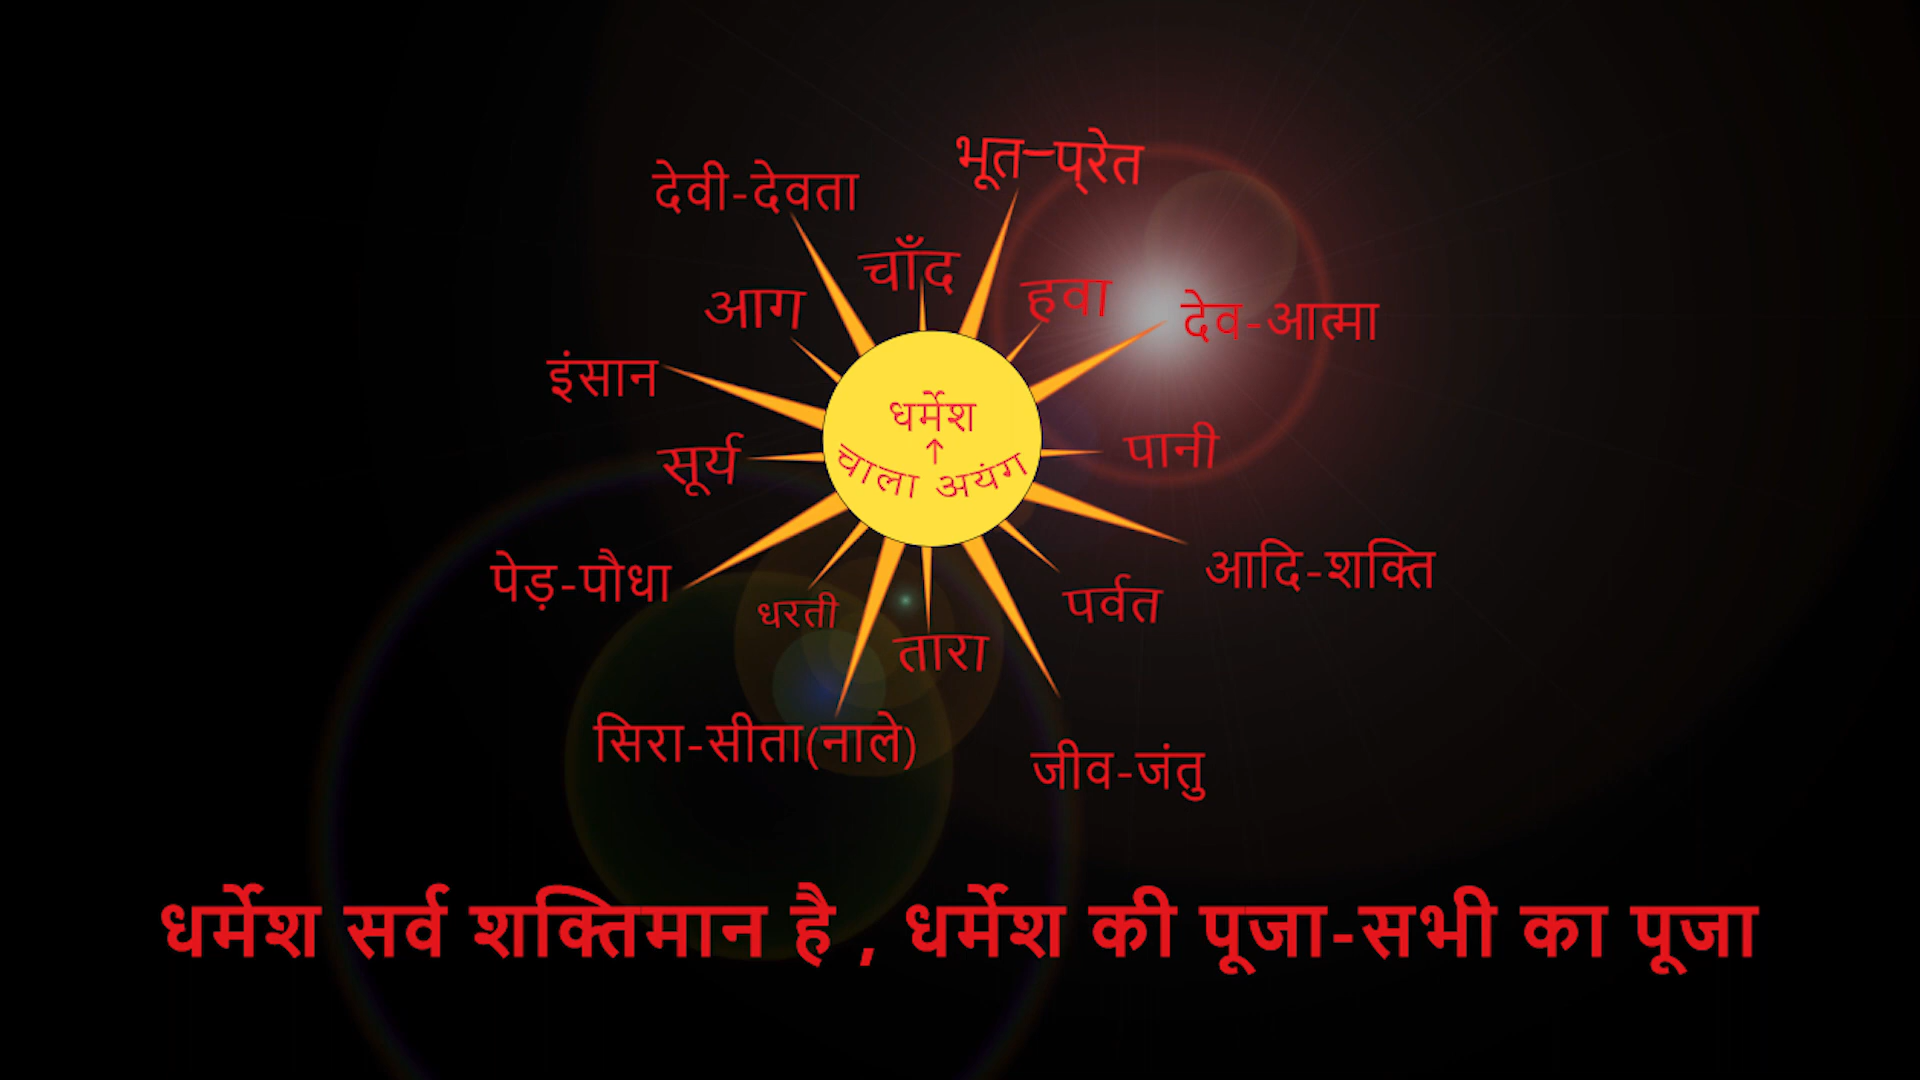 भूत-प्रेत
देवी-देवता
चाँद
हवा
आग
देव-आत्मा
इंसान
धर्मेश
↑
चाला अयंग
सूर्य
पानी
पेड़-पौधा
आदि-शक्ति
धरती
पर्वत
तारा
सिरा-सीता(नाले)
जीव-जंतु
धर्मेश सर्व शक्तिमान है , धर्मेश की पूजा-सभी का पूजा